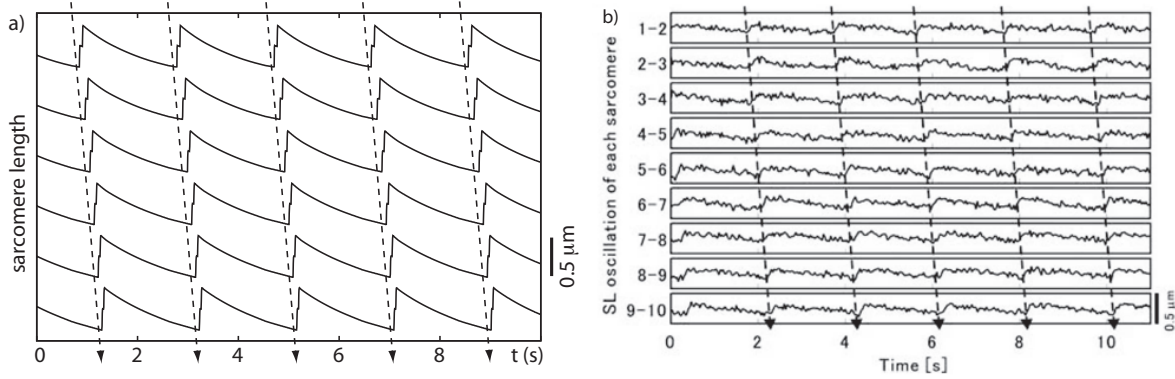 a)
sarcomere length
0 2 4 6 8 t (s)
0.5 μm
b)
SL oscillation of each sarcomere
1-2
2-3
3-4
4-5
5-6
6-7
7-8
8-9
9-10
0 2 4 6 8 10
Time [s]
0.5 μm